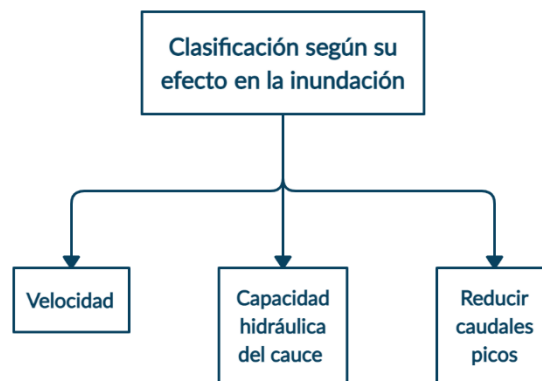 Clasificación según su
efecto en la inundación
Velocidad
Capacidad
hidráulica
del cauce
Reducir
caudales
picos